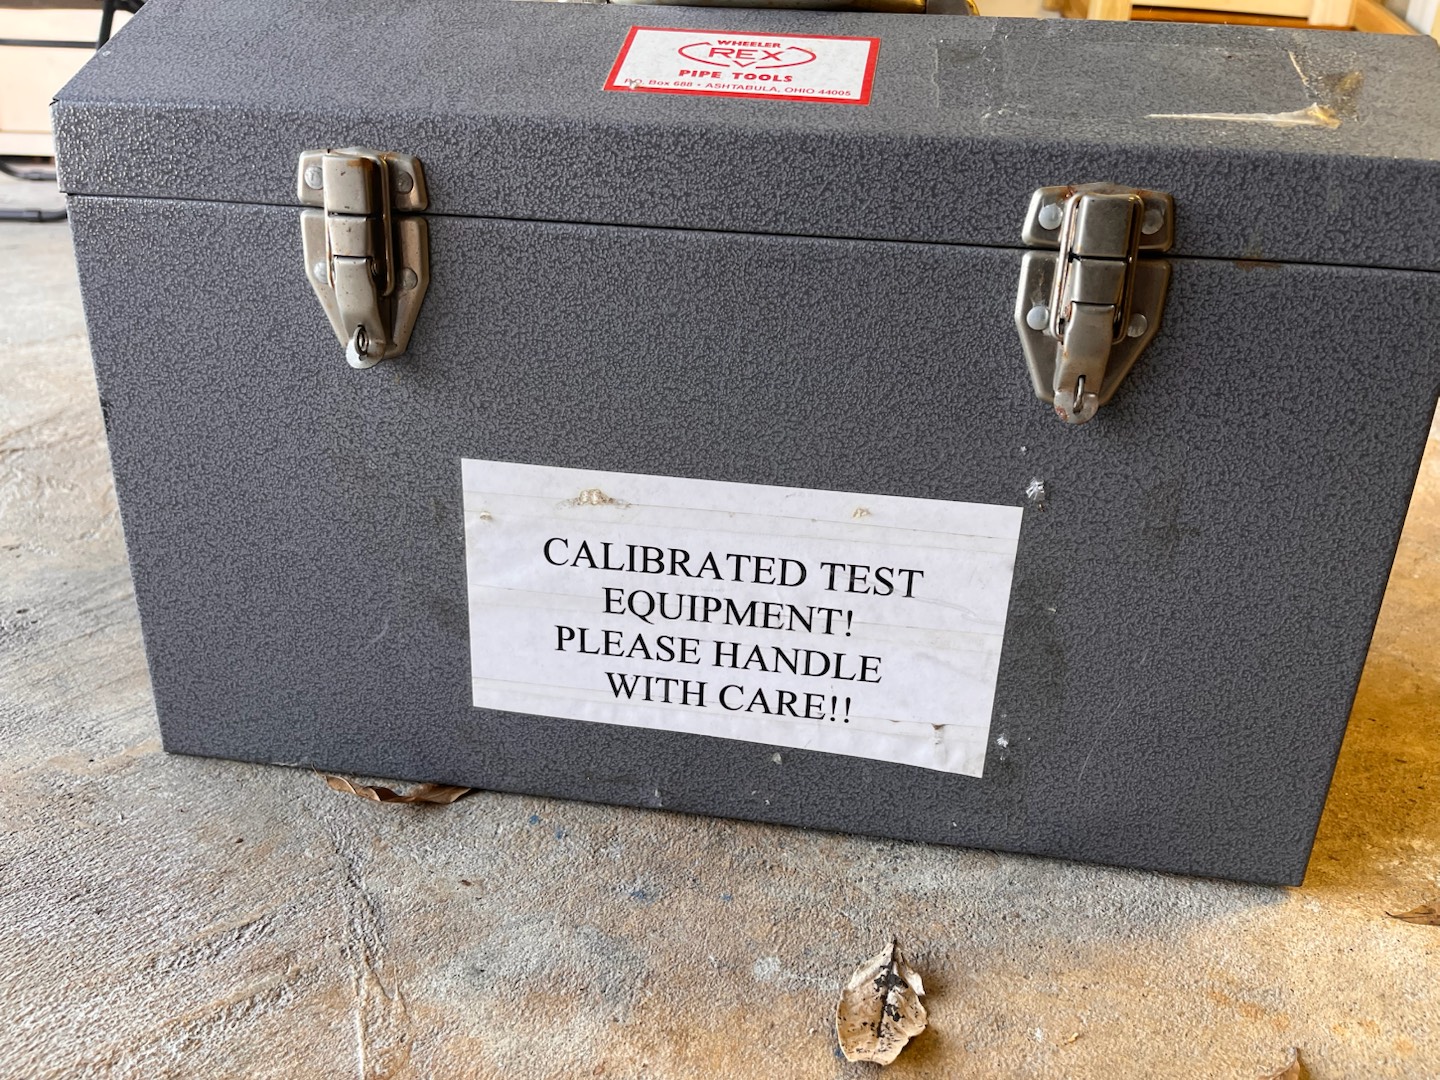 WHEELER
REX
PIPE TOOLS
P.O. Box 688 • ASHTABULA, OHIO 44005
CALIBRATED TEST
EQUIPMENT!
PLEASE HANDLE
WITH CARE!!